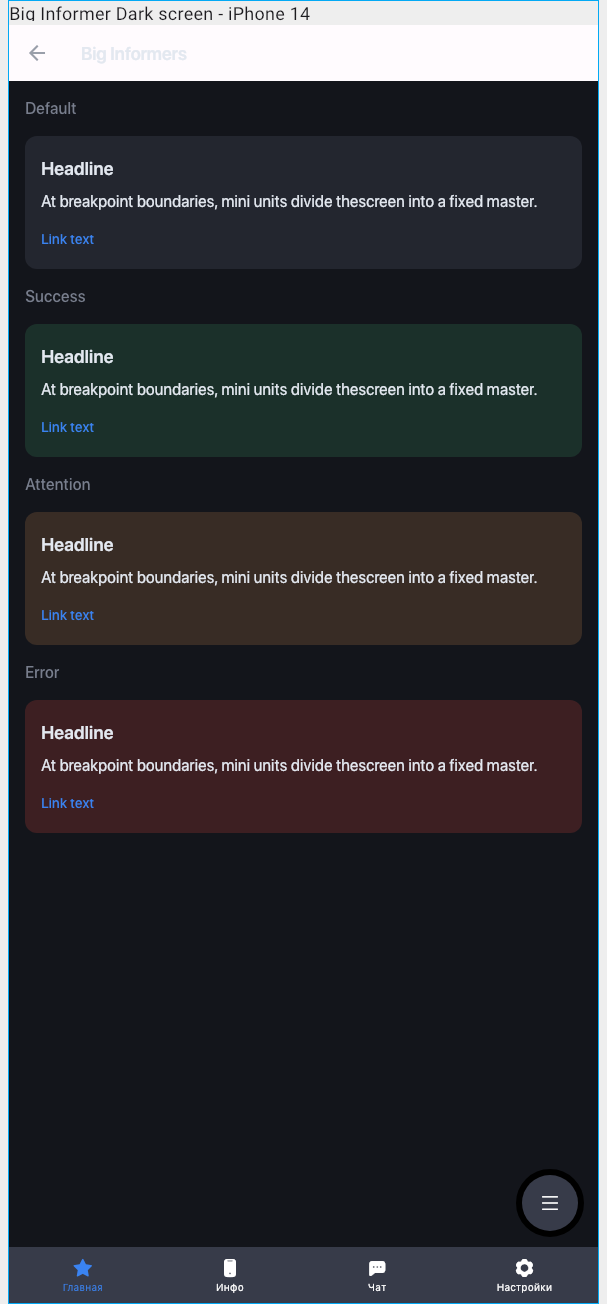 Big Informer Dark screen - iPhone 14
Big Informers
Default
Headline
At breakpoint boundaries, mini units divide thescreen into a fixed master.
Link text
Success
Headline
At breakpoint boundaries, mini units divide thescreen into a fixed master.
Link text
Attention
Headline
At breakpoint boundaries, mini units divide thescreen into a fixed master.
Link text
Error
Headline
At breakpoint boundaries, mini units divide thescreen into a fixed master.
Link text
Главная Инфо Чат Настройки